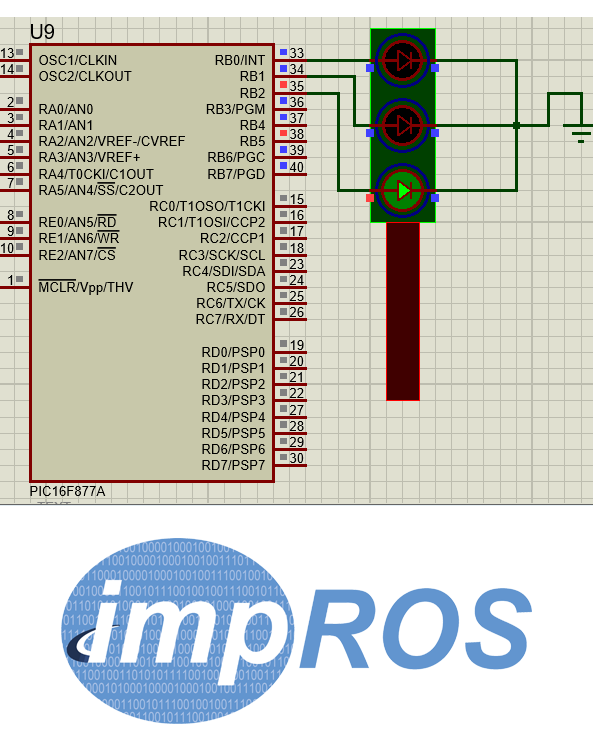 U9
13 OSC1/CLKIN RB0/INT 33
14 OSC2/CLKOUT RB1 34
RB2 35
2 RA0/AN0 RB3/PGM 36
3 RA1/AN1 RB4 37
4 RA2/AN2/VREF-/CVREF RB5 38
5 RA3/AN3/VREF+ RB6/PGC 39
6 RA4/T0CKI/C1OUT RB7/PGD 40
7 RA5/AN4/SS/C2OUT
RC0/T1OSO/T1CKI 15
8 RE0/AN5/RD RC1/T1OSI/CCP2 16
9 RE1/AN6/WR RC2/CCP1 17
10 RE2/AN7/CS RC3/SCK/SCL 18
RC4/SDI/SDA 23
1 MCLR/Vpp/THV RC5/SDO 24
RC6/TX/CK 25
RC7/RX/DT 26
RD0/PSP0 19
RD1/PSP1 20
RD2/PSP2 21
RD3/PSP3 22
RD4/PSP4 27
RD5/PSP5 28
RD6/PSP6 29
RD7/PSP7 30
PIC16F877A
impROS